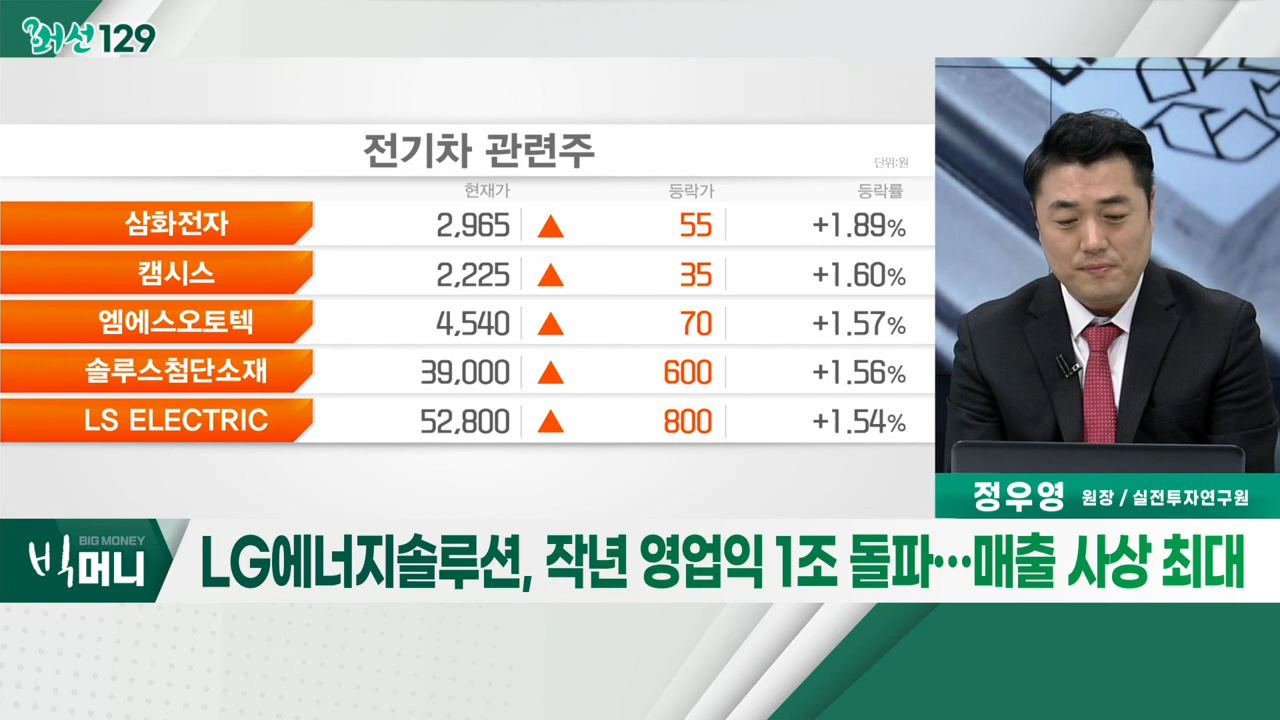 머선129
전기차 관련주
단위:원
현재가 등락가 등락률
삼화전자 2,965 ▲ 55 +1.89%
캠시스 2,225 ▲ 35 +1.60%
엠에스오토텍 4,540 ▲ 70 +1.57%
솔루스첨단소재 39,000 ▲ 600 +1.56%
LS ELECTRIC 52,800 ▲ 800 +1.54%
정우영 원장 / 실전투자연구원
BIG MONEY
빅머니
LG에너지솔루션, 작년 영업익 1조 돌파…매출 사상 최대